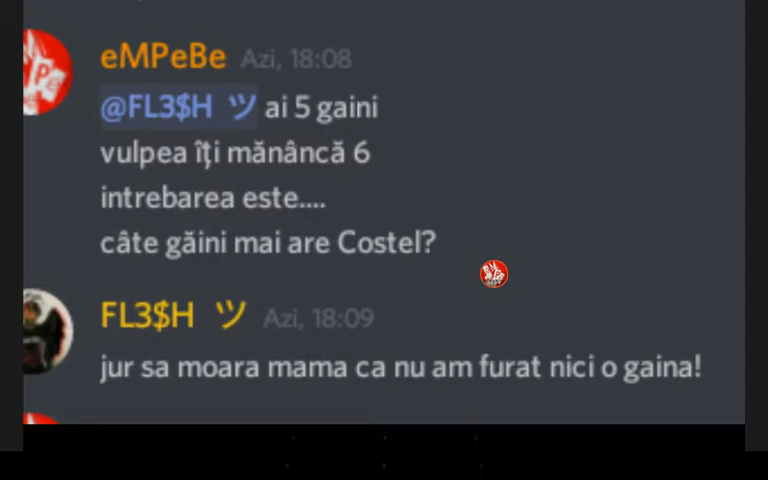 eMPeBe Azi, 18:08
@FL3$H ツ ai 5 gaini
vulpea îți mănâncă 6
intrebarea este....
câte găini mai are Costel?
FL3$H ツ Azi, 18:09
jur sa moara mama ca nu am furat nici o gaina!